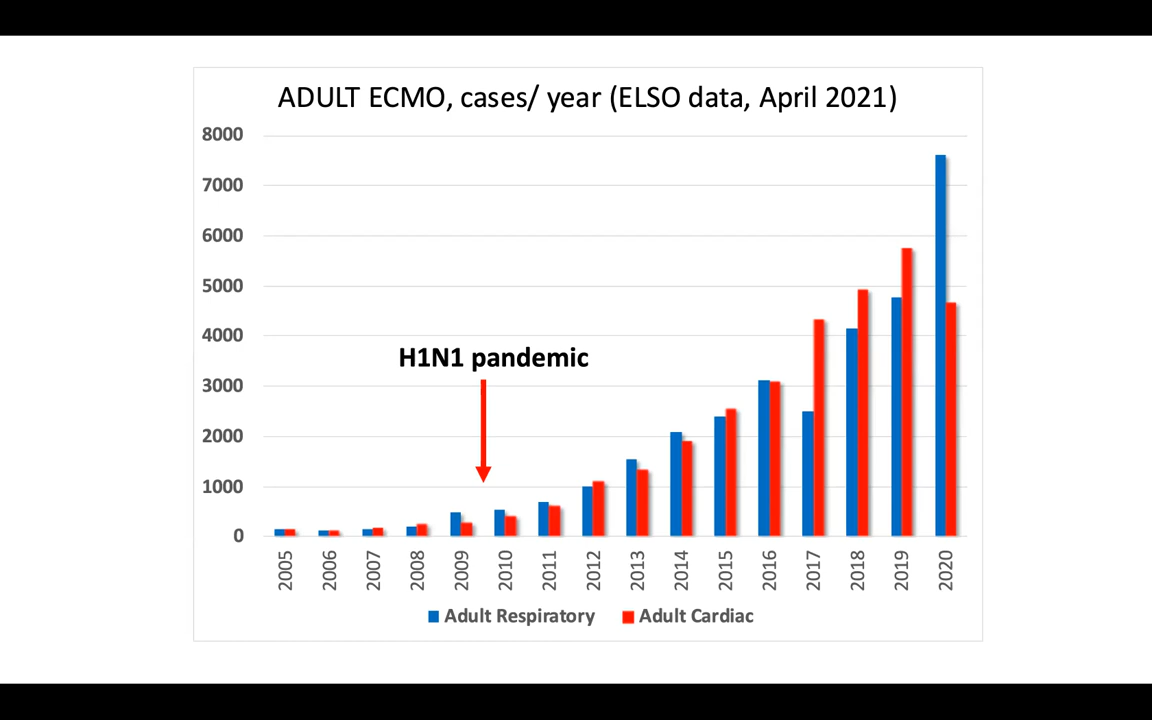 ADULT ECMO, cases/ year (ELSO data, April 2021)
8000
7000
6000
5000
4000
3000
2000
1000
0
H1N1 pandemic
2005 2006 2007 2008 2009 2010 2011 2012 2013 2014 2015 2016 2017 2018 2019 2020
Adult Respiratory Adult Cardiac